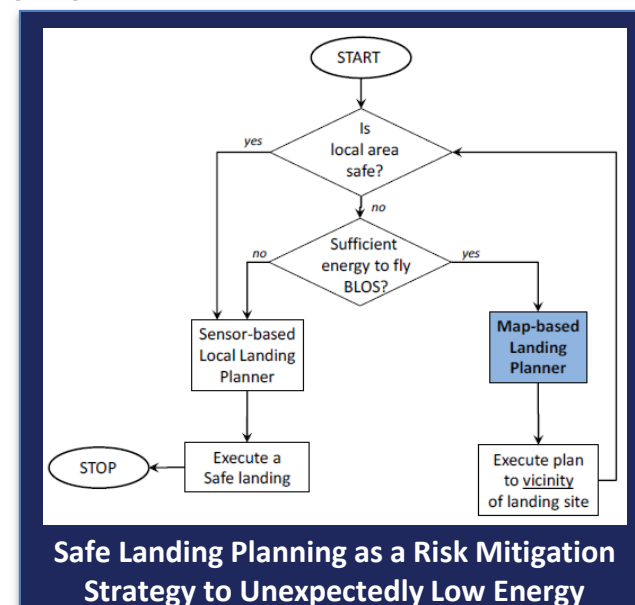 START
Is
local area
safe?
yes
no
Sufficient
energy to fly
BLOS?
no
yes
Sensor-based
Local Landing
Planner
Map-based
Landing
Planner
Execute a
Safe landing
STOP
Execute plan
to vicinity
of landing site
Safe Landing Planning as a Risk Mitigation
Strategy to Unexpectedly Low Energy